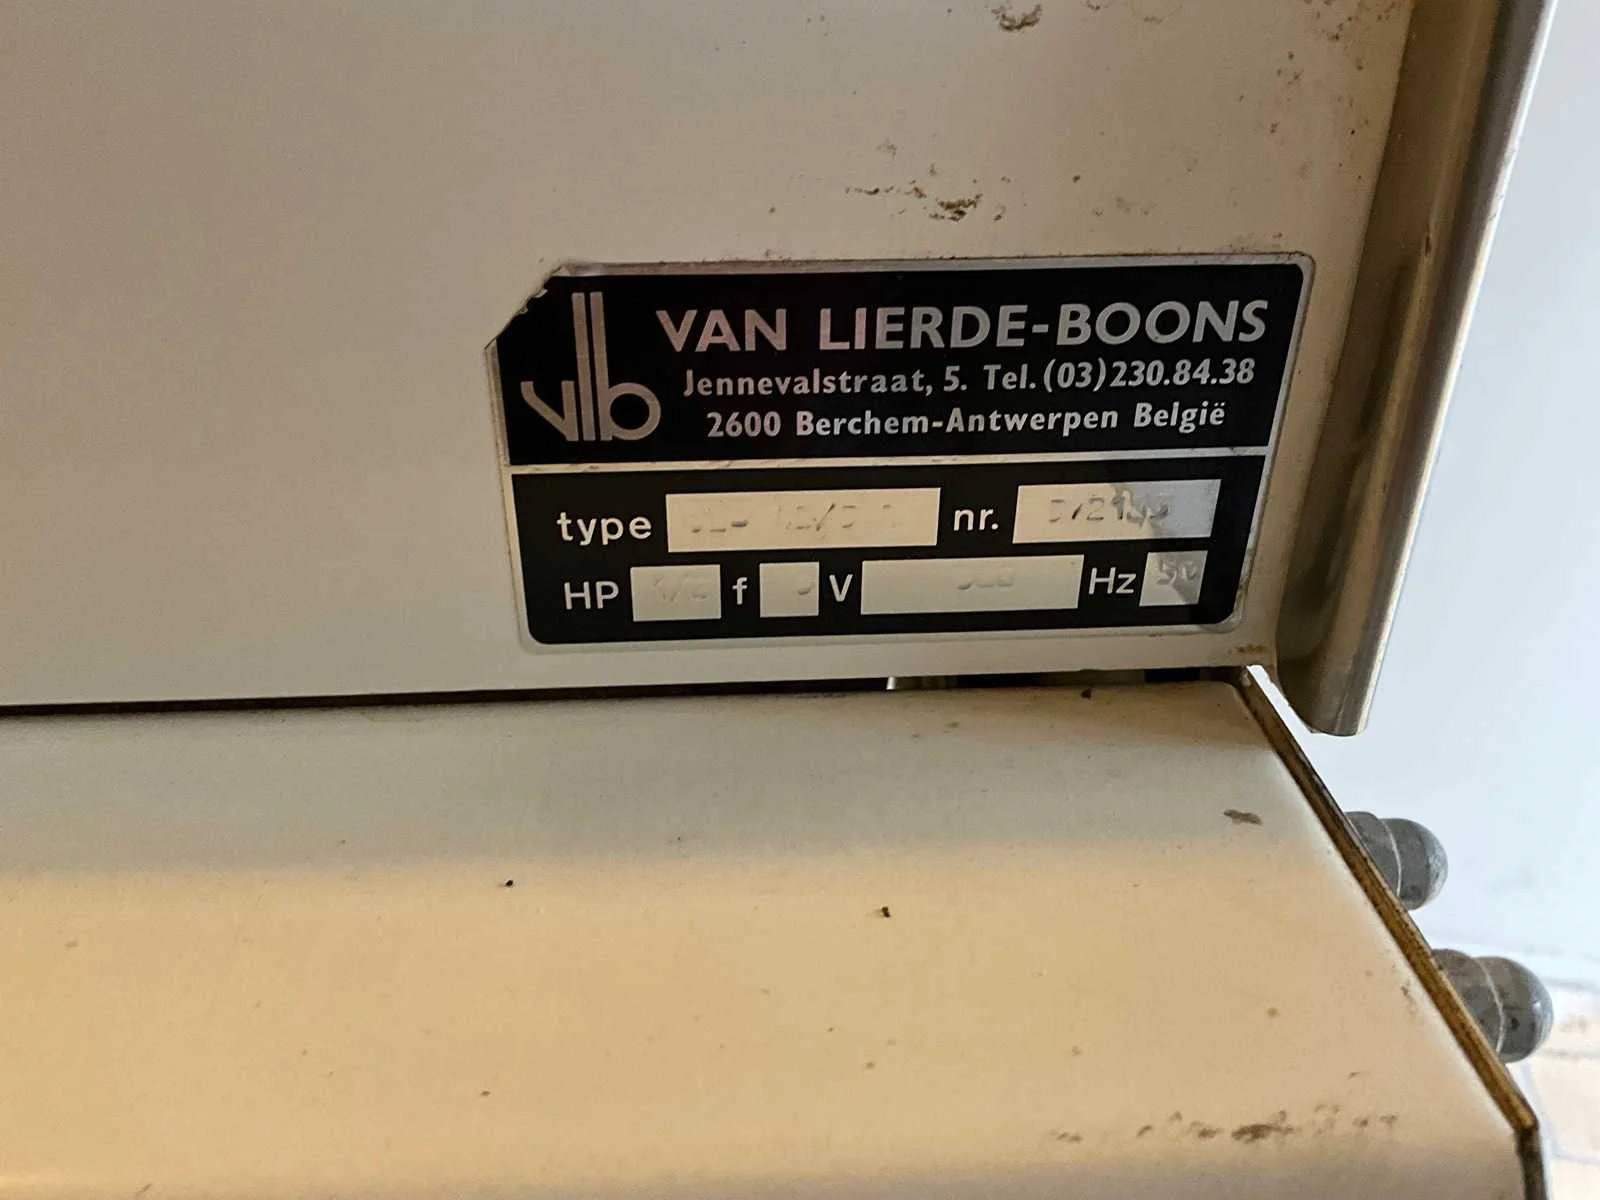 vlb
VAN LIERDE-BOONS
Jennevalstraat, 5. Tel. (03) 230.84.38
2600 Berchem-Antwerpen België
type nr.
HP f V Hz 50